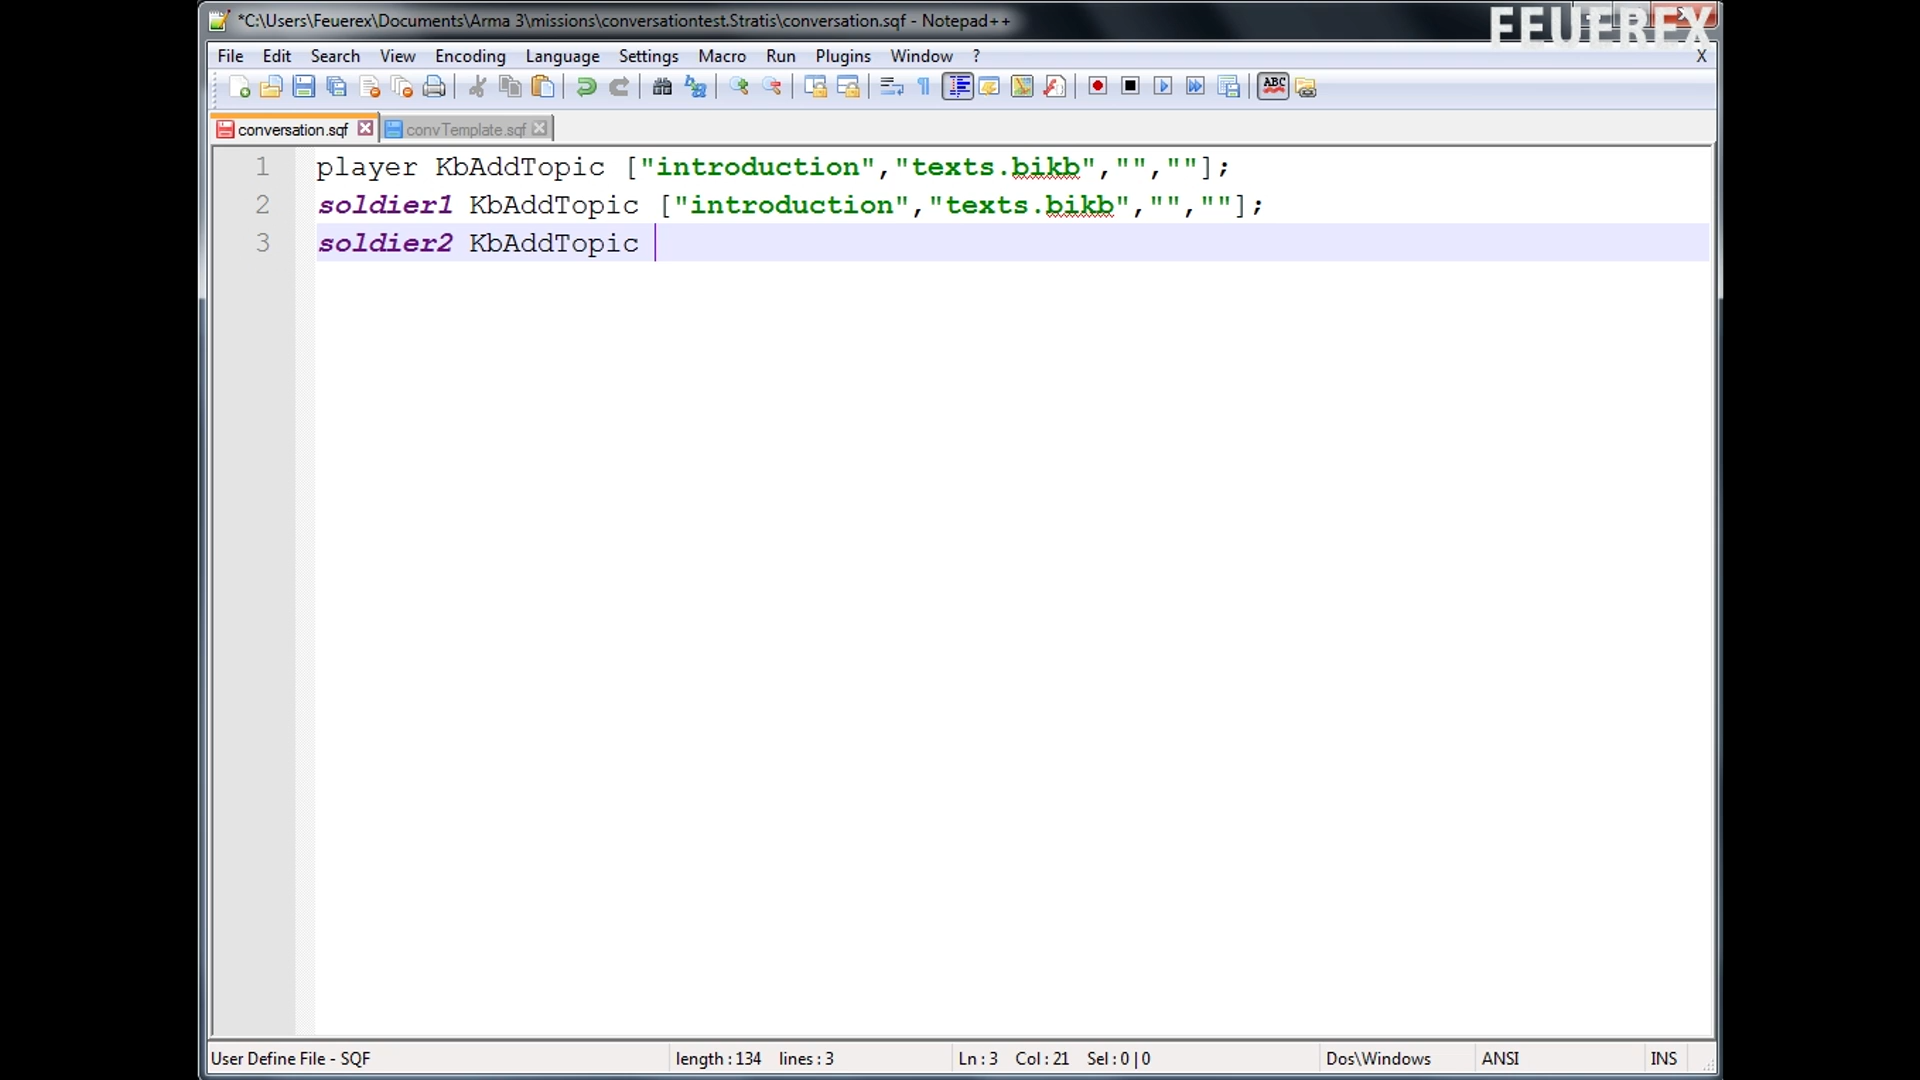 *C:\Users\Feuerex\Documents\Arma 3\missions\conversationtest.Stratis\conversation.sqf - Notepad++
FEUEREX
File Edit Search View Encoding Language Settings Macro Run Plugins Window ? X
ABC
conversation.sqf convTemplate.sqf
1 player KbAddTopic ["introduction","texts.bikb","",""];
2 soldier1 KbAddTopic ["introduction","texts.bikb","",""];
3 soldier2 KbAddTopic
User Define File - SQF length : 134 lines : 3 Ln : 3 Col : 21 Sel : 0 | 0 Dos\Windows ANSI INS